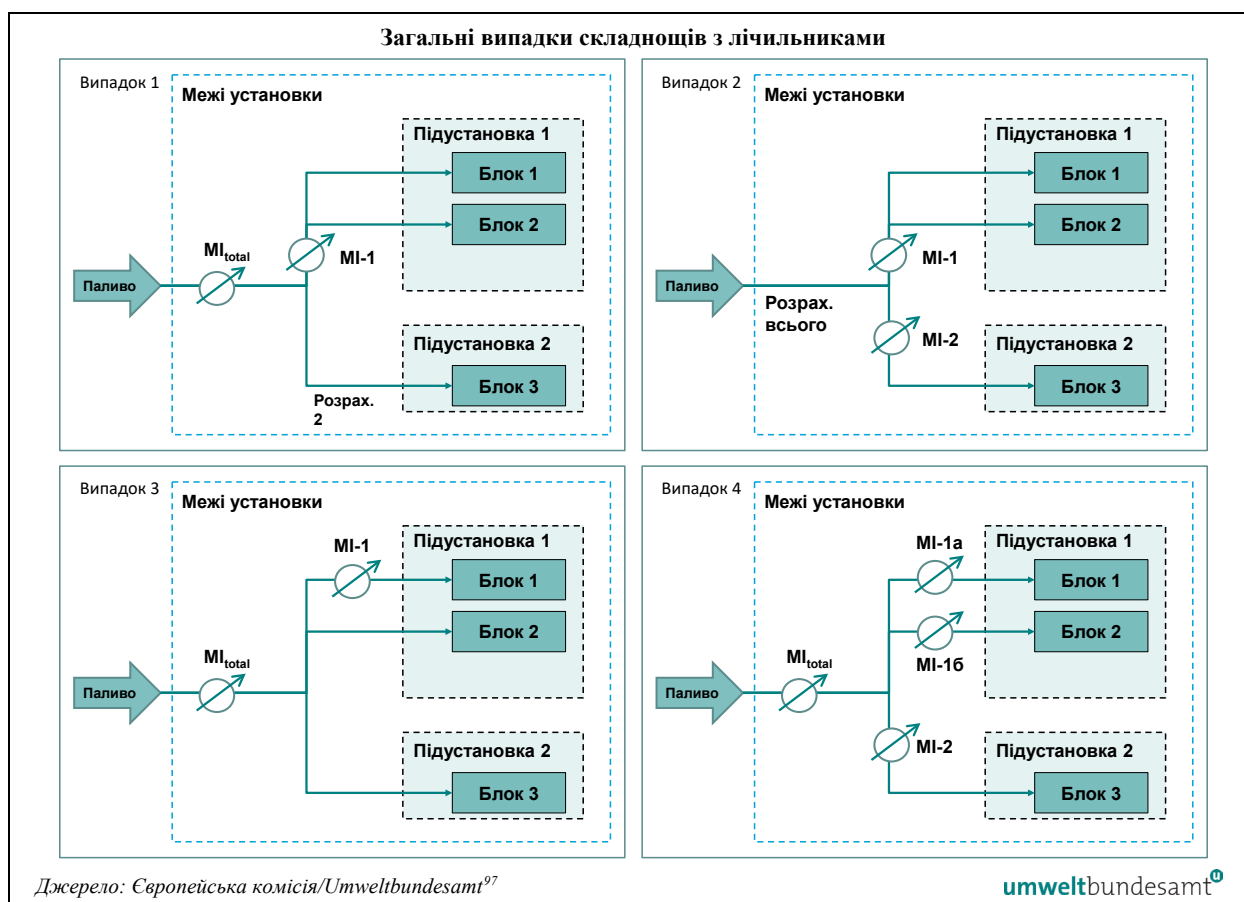 Загальні випадки складнощів з лічильниками
Випадок 1
Межі установки
Підустановка 1
Блок 1
Блок 2
MI-1
MItotal
Паливо
Підустановка 2
Блок 3
Розрах.
2
Випадок 2
Межі установки
Підустановка 1
Блок 1
Блок 2
MI-1
Паливо
Розрах.
всього
MI-2
Підустановка 2
Блок 3
Випадок 3
Межі установки
MI-1
Підустановка 1
Блок 1
Блок 2
MItotal
Паливо
Підустановка 2
Блок 3
Випадок 4
Межі установки
MI-1а
Підустановка 1
Блок 1
Блок 2
MI-1б
MItotal
Паливо
MI-2
Підустановка 2
Блок 3
Джерело: Європейська комісія/Umweltbundesamt97
umweltbundesamt